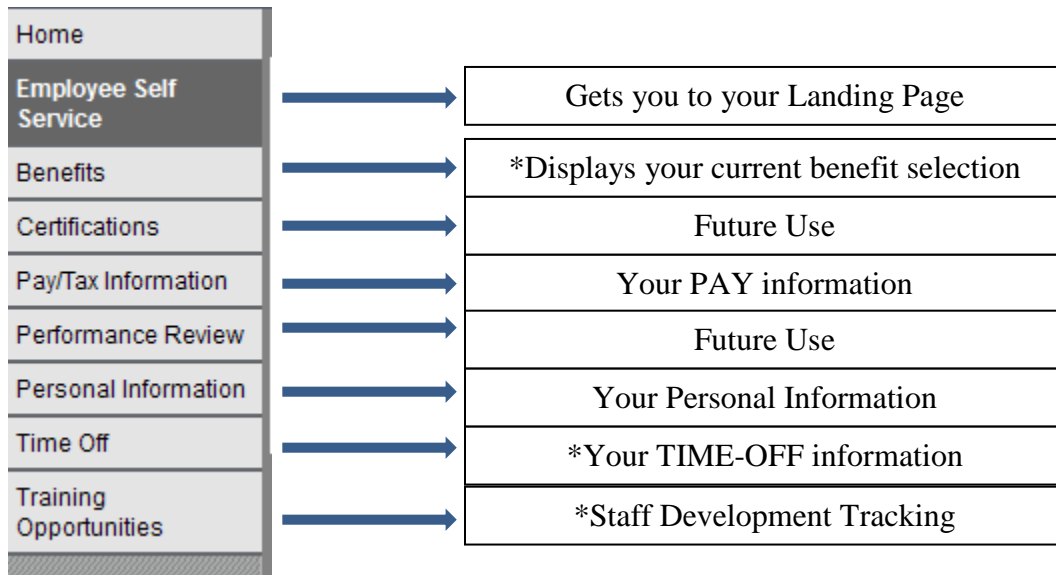 Home
Employee Self
Service
Gets you to your Landing Page
Benefits
*Displays your current benefit selection
Certifications
Future Use
Pay/Tax Information
Your PAY information
Performance Review
Future Use
Personal Information
Your Personal Information
Time Off
*Your TIME-OFF information
Training
Opportunities
*Staff Development Tracking